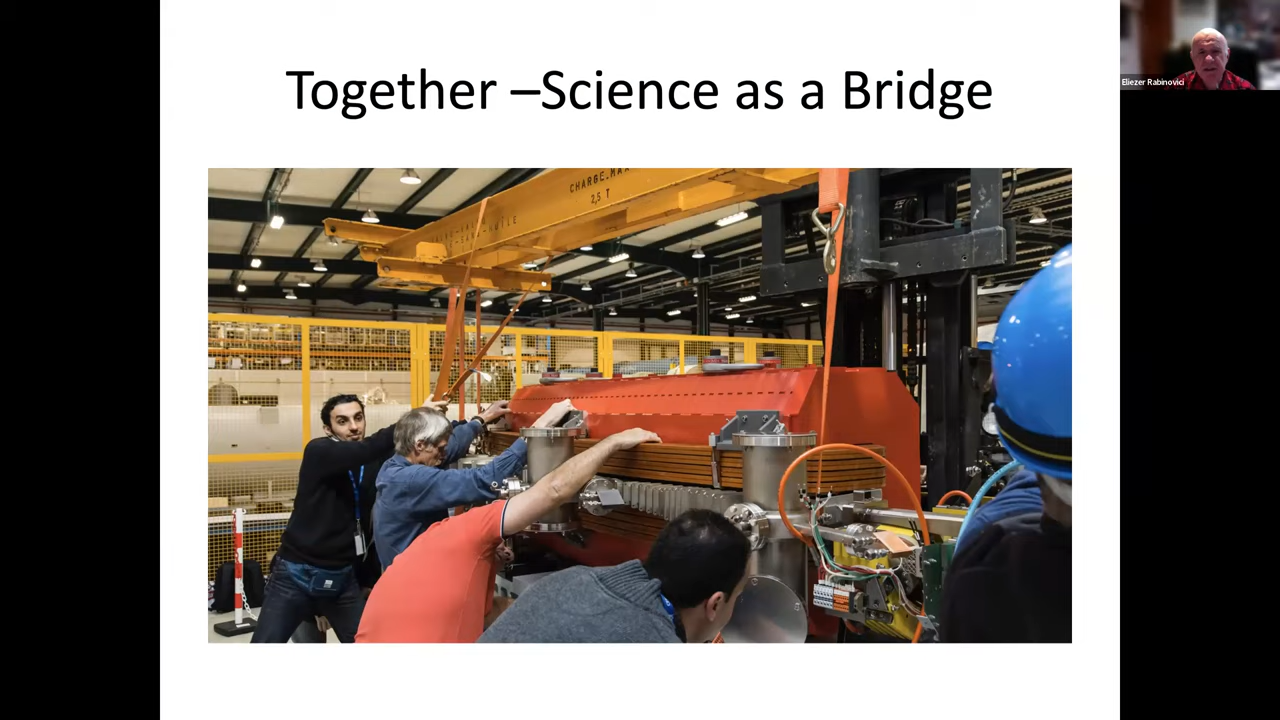 Together –Science as a Bridge
Eliezer Rabinovici
CHARGE.MA
2,5 T